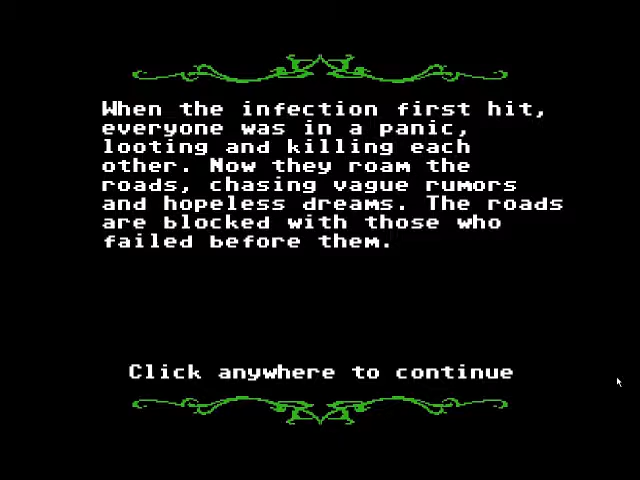 When the infection first hit,
everyone was in a panic,
looting and killing each
other. Now they roam the
roads, chasing vague rumors
and hopeless dreams. The roads
are blocked with those who
failed before them.
Click anywhere to continue